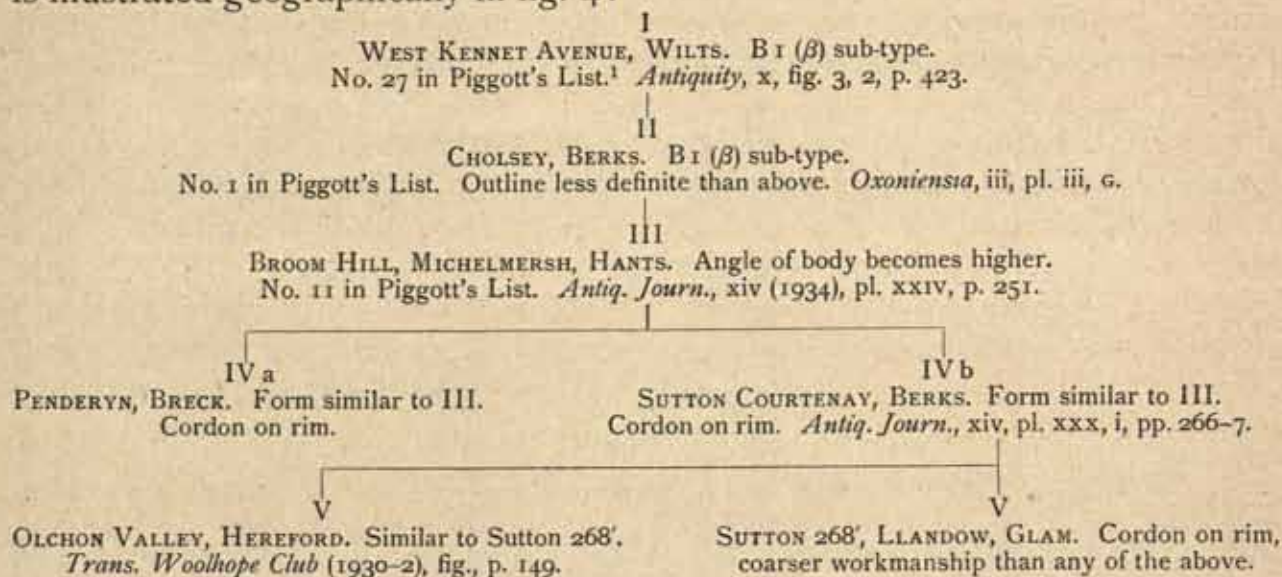 I
WEST KENNET AVENUE, WILTS. B 1 (β) sub-type.
No. 27 in Piggott's List.¹ Antiquity, x, fig. 3, 2, p. 423.
II
CHOLSEY, BERKS. B 1 (β) sub-type.
No. 1 in Piggott's List. Outline less definite than above. Oxoniensia, iii, pl. iii, G.
III
BROOM HILL, MICHELMERSH, HANTS. Angle of body becomes higher.
No. 11 in Piggott's List. Antiq. Journ., xiv (1934), pl. XXIV, p. 251.
IV a
PENDERYN, BRECK. Form similar to III.
Cordon on rim.
IV b
SUTTON COURTENAY, BERKS. Form similar to III.
Cordon on rim. Antiq. Journ., xiv, pl. XXX, i, pp. 266–7.
V
OLCHON VALLEY, HEREFORD. Similar to Sutton 268'.
Trans. Woolhope Club (1930–2), fig., p. 149.
V
SUTTON 268', LLANDOW, GLAM. Cordon on rim,
coarser workmanship than any of the above.